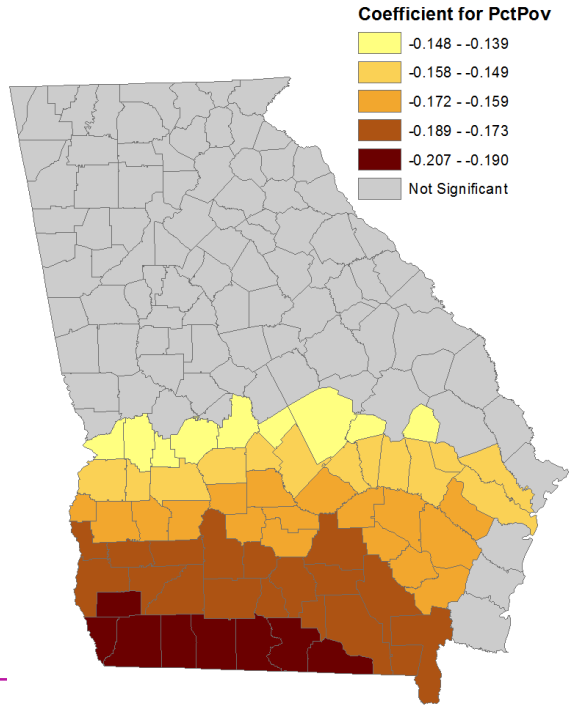 Coefficient for PctPov
-0.148 - -0.139
-0.158 - -0.149
-0.172 - -0.159
-0.189 - -0.173
-0.207 - -0.190
Not Significant